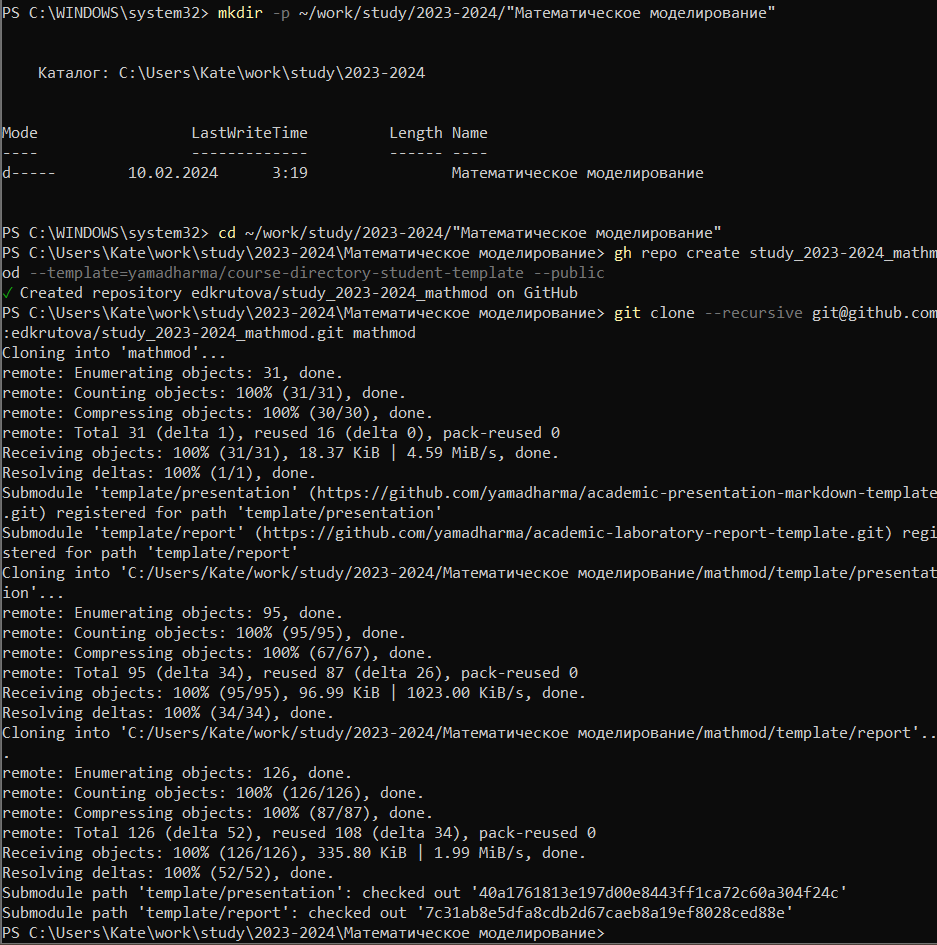 PS C:\WINDOWS\system32> mkdir -p ~/work/study/2023-2024/"Математическое моделирование"
Каталог: C:\Users\Kate\work\study\2023-2024
Mode LastWriteTime Length Name
---- ------------- ------ ----
d----- 10.02.2024 3:19 Математическое моделирование
PS C:\WINDOWS\system32> cd ~/work/study/2023-2024/"Математическое моделирование"
PS C:\Users\Kate\work\study\2023-2024\Математическое моделирование> gh repo create study_2023-2024_mathm
od --template=yamadharma/course-directory-student-template --public
✓ Created repository edkrutova/study_2023-2024_mathmod on GitHub
PS C:\Users\Kate\work\study\2023-2024\Математическое моделирование> git clone --recursive git@github.com
:edkrutova/study_2023-2024_mathmod.git mathmod
Cloning into 'mathmod'...
remote: Enumerating objects: 31, done.
remote: Counting objects: 100% (31/31), done.
remote: Compressing objects: 100% (30/30), done.
remote: Total 31 (delta 1), reused 16 (delta 0), pack-reused 0
Receiving objects: 100% (31/31), 18.37 KiB | 4.59 MiB/s, done.
Resolving deltas: 100% (1/1), done.
Submodule 'template/presentation' (https://github.com/yamadharma/academic-presentation-markdown-template
.git) registered for path 'template/presentation'
Submodule 'template/report' (https://github.com/yamadharma/academic-laboratory-report-template.git) regi
stered for path 'template/report'
Cloning into 'C:/Users/Kate/work/study/2023-2024/Математическое моделирование/mathmod/template/presentat
ion'...
remote: Enumerating objects: 95, done.
remote: Counting objects: 100% (95/95), done.
remote: Compressing objects: 100% (67/67), done.
remote: Total 95 (delta 34), reused 87 (delta 26), pack-reused 0
Receiving objects: 100% (95/95), 96.99 KiB | 1023.00 KiB/s, done.
Resolving deltas: 100% (34/34), done.
Cloning into 'C:/Users/Kate/work/study/2023-2024/Математическое моделирование/mathmod/template/report'..
.
remote: Enumerating objects: 126, done.
remote: Counting objects: 100% (126/126), done.
remote: Compressing objects: 100% (87/87), done.
remote: Total 126 (delta 52), reused 108 (delta 34), pack-reused 0
Receiving objects: 100% (126/126), 335.80 KiB | 1.99 MiB/s, done.
Resolving deltas: 100% (52/52), done.
Submodule path 'template/presentation': checked out '40a1761813e197d00e8443ff1ca72c60a304f24c'
Submodule path 'template/report': checked out '7c31ab8e5dfa8cdb2d67caeb8a19ef8028ced88e'
PS C:\Users\Kate\work\study\2023-2024\Математическое моделирование>